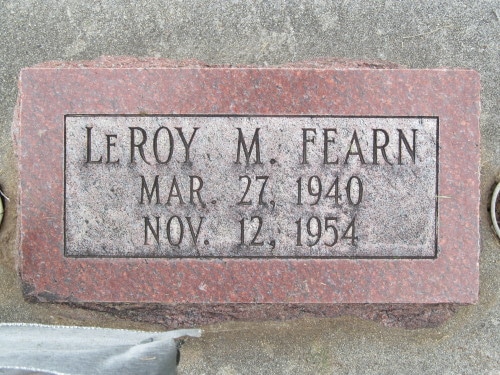 LeROY M. FEARN
MAR. 27, 1940
NOV. 12, 1954